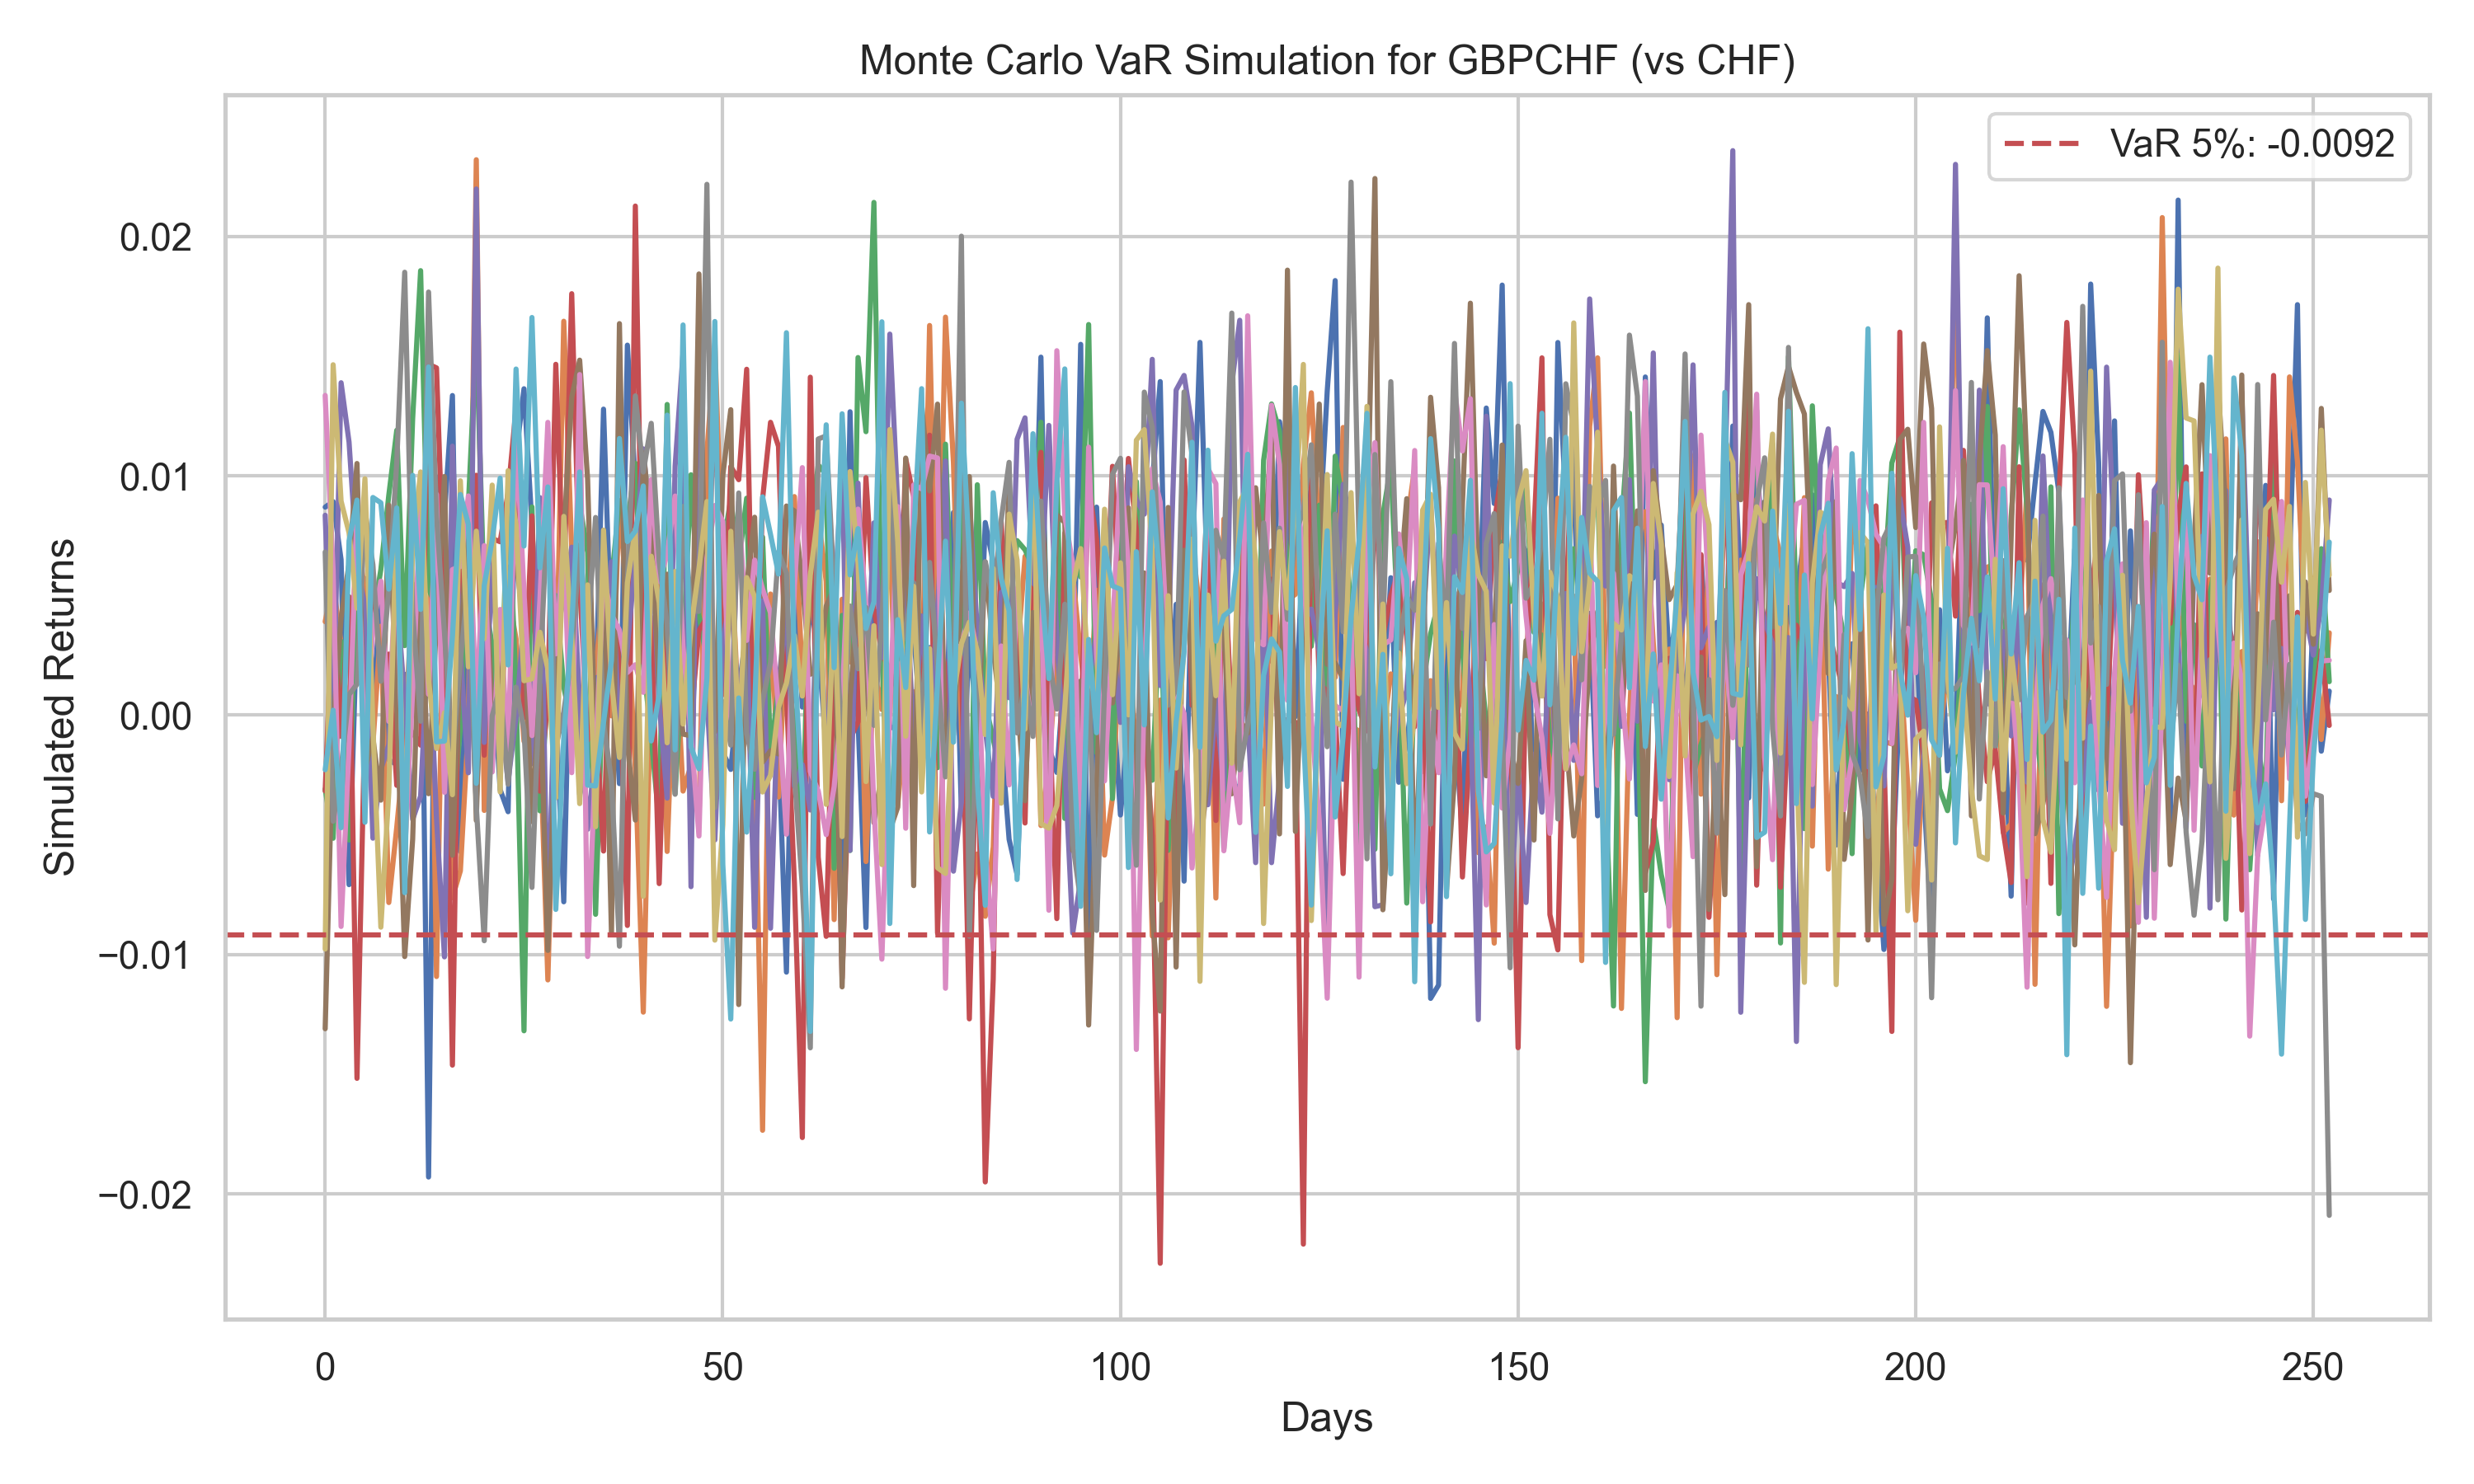 Monte Carlo VaR Simulation for GBPCHF (vs CHF)
VaR 5%: -0.0092
Simulated Returns
0.02
0.01
0.00
−0.01
−0.02
0 50 100 150 200 250
Days